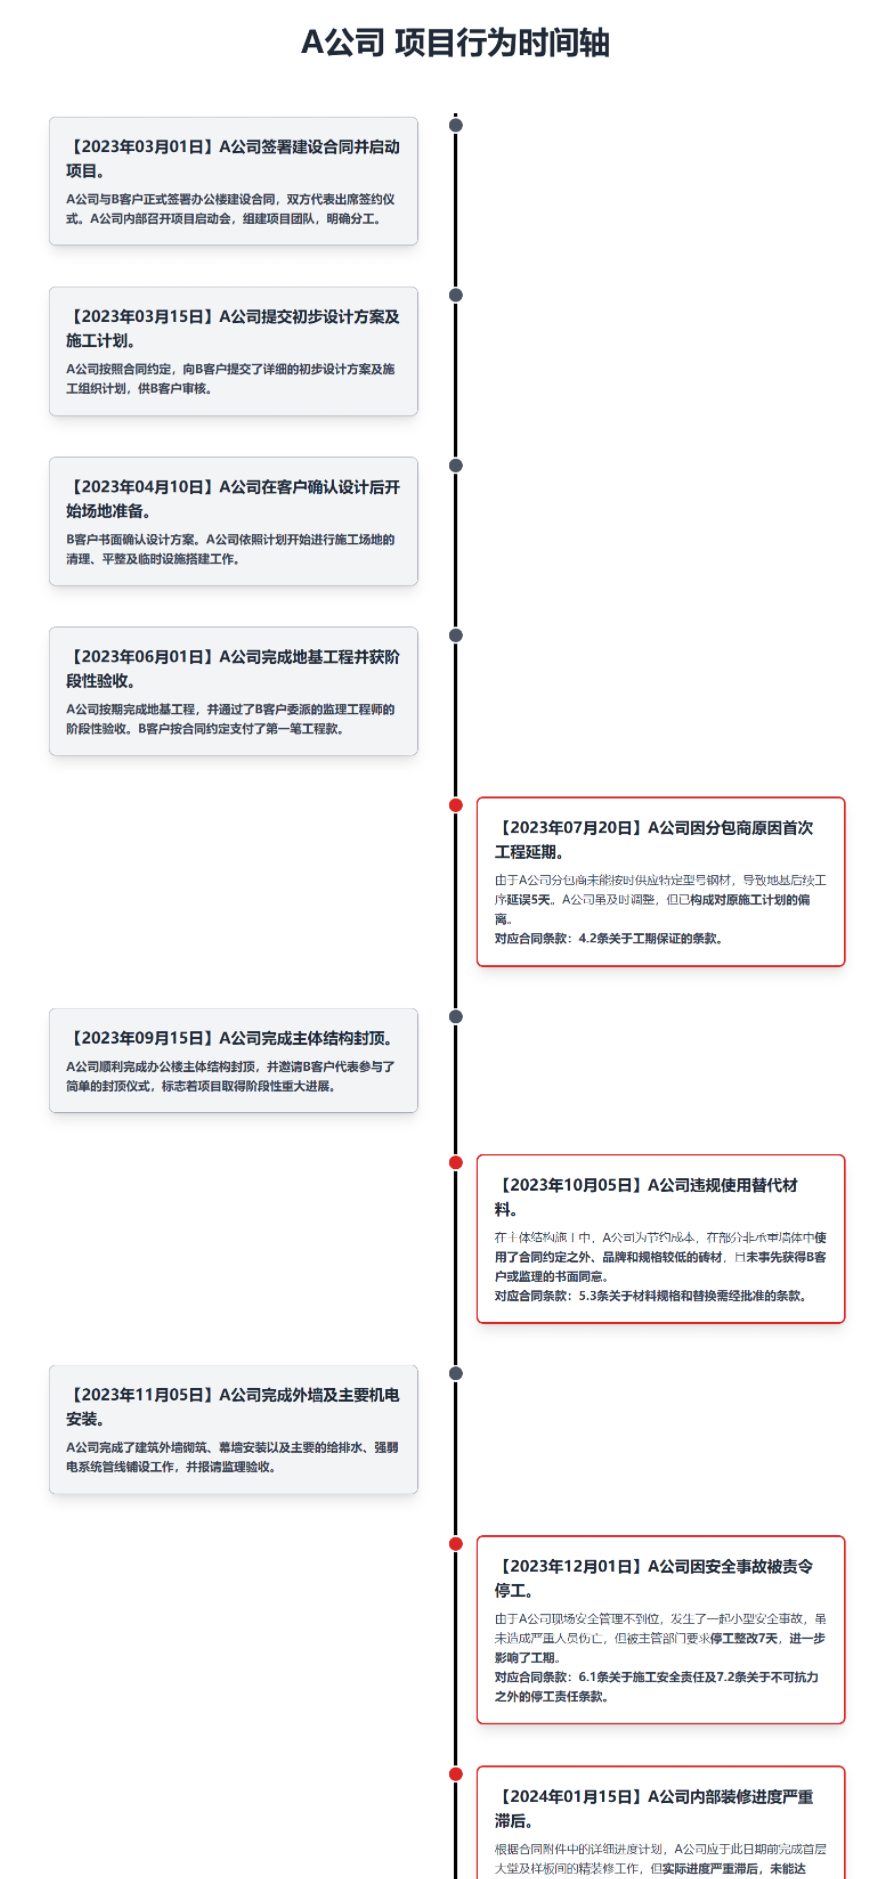 A公司 项目行为时间轴
【2023年03月01日】A公司签署建设合同并启动
项目。
A公司与B客户正式签署办公楼建设合同，双方代表出席签约仪
式。A公司内部召开项目启动会，组建项目团队，明确分工。
【2023年03月15日】A公司提交初步设计方案及
施工计划。
A公司按照合同约定，向B客户提交了详细的初步设计方案及施
工组织计划，供B客户审核。
【2023年04月10日】A公司在客户确认设计后开
始场地准备。
B客户书面确认设计方案。A公司依照计划开始进行施工场地的
清理、平整及临时设施搭建工作。
【2023年06月01日】A公司完成地基工程并获阶
段性验收。
A公司按期完成地基工程，并通过了B客户委派的监理工程师的
阶段性验收。B客户按合同约定支付了第一笔工程款。
【2023年07月20日】A公司因分包商原因首次
工程延期。
由于A公司分包商未能按时供应特定型号钢材，导致地基后续工
序延误5天。A公司虽及时调整，但已构成对原施工计划的偏
离。
对应合同条款：4.2条关于工期保证的条款。
【2023年09月15日】A公司完成主体结构封顶。
A公司顺利完成办公楼主体结构封顶，并邀请B客户代表参与了
简单的封顶仪式，标志着项目取得阶段性重大进展。
【2023年10月05日】A公司违规使用替代材
料。
在主体结构施工中，A公司为节约成本，在部分非承重墙体中使
用了合同约定之外、品牌和规格较低的砖材，且未事先获得B客
户或监理的书面同意。
对应合同条款：5.3条关于材料规格和替换需经批准的条款。
【2023年11月05日】A公司完成外墙及主要机电
安装。
A公司完成了建筑外墙砌筑、幕墙安装以及主要的给排水、强弱
电系统管线铺设工作，并报请监理验收。
【2023年12月01日】A公司因安全事故被责令
停工。
由于A公司现场安全管理不到位，发生了一起小型安全事故，虽
未造成严重人员伤亡，但被主管部门要求停工整改7天，进一步
影响了工期。
对应合同条款：6.1条关于施工安全责任及7.2条关于不可抗力
之外的停工责任条款。
【2024年01月15日】A公司内部装修进度严重
滞后。
根据合同附件中的详细进度计划，A公司应于此日期前完成首层
大堂及样板间的精装修工作，但实际进度严重滞后，未能达